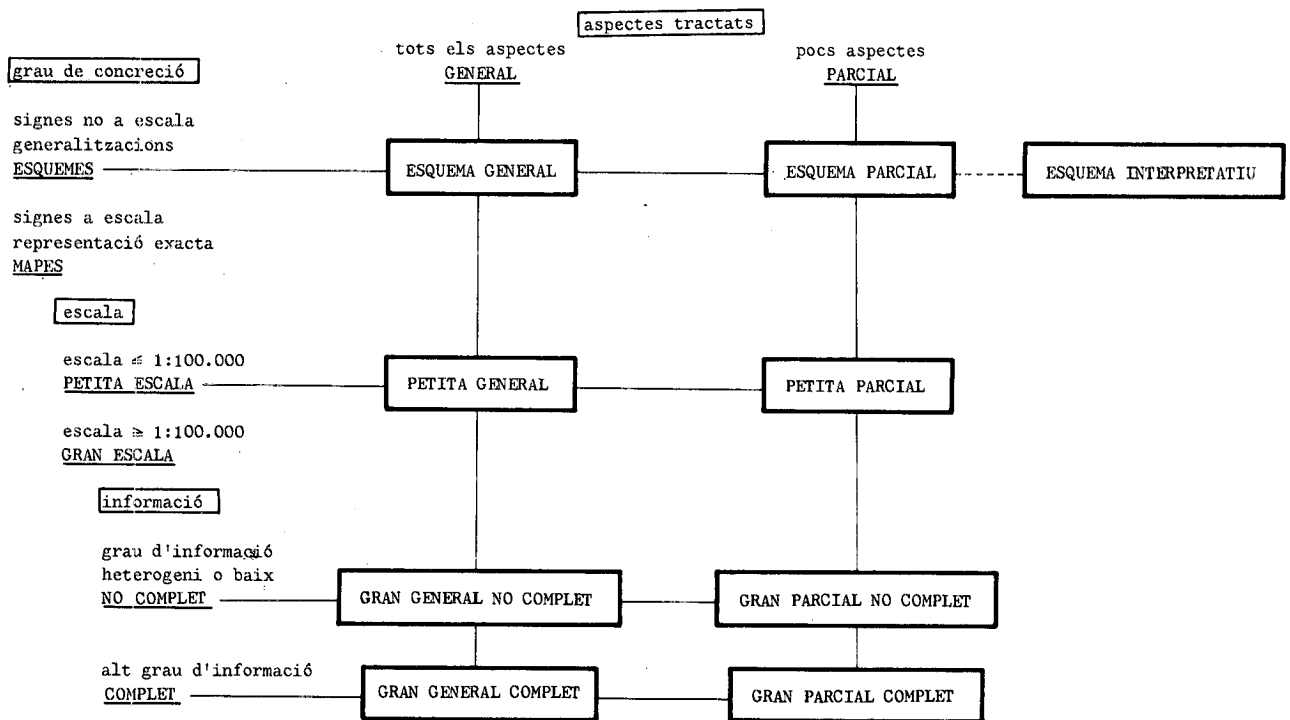 aspectes tractats
tots els aspectes
GENERAL
pocs aspectes
PARCIAL
grau de concreció
signes no a escala
generalitzacions
ESQUEMES
ESQUEMA GENERAL
ESQUEMA PARCIAL
ESQUEMA INTERPRETATIU
signes a escala
representació exacta
MAPES
escala
escala ≤ 1:100.000
PETITA ESCALA
PETITA GENERAL
PETITA PARCIAL
escala ≥ 1:100.000
GRAN ESCALA
informació
grau d'informació
heterogeni o baix
NO COMPLET
GRAN GENERAL NO COMPLET
GRAN PARCIAL NO COMPLET
alt grau d'informació
COMPLET
GRAN GENERAL COMPLET
GRAN PARCIAL COMPLET